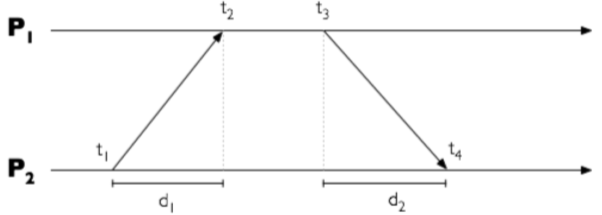 t₂ t₃
P₁
t₁ t₄
P₂
d₁ d₂